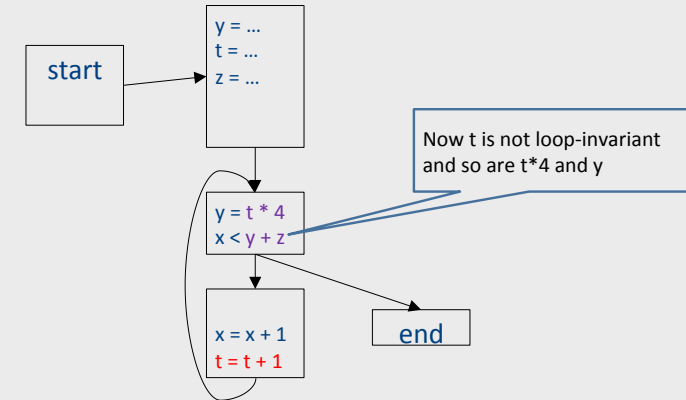 start
y = ...
t = ...
z = ...
Now t is not loop-invariant
and so are t*4 and y
y = t * 4
x < y + z
x = x + 1
t = t + 1
end